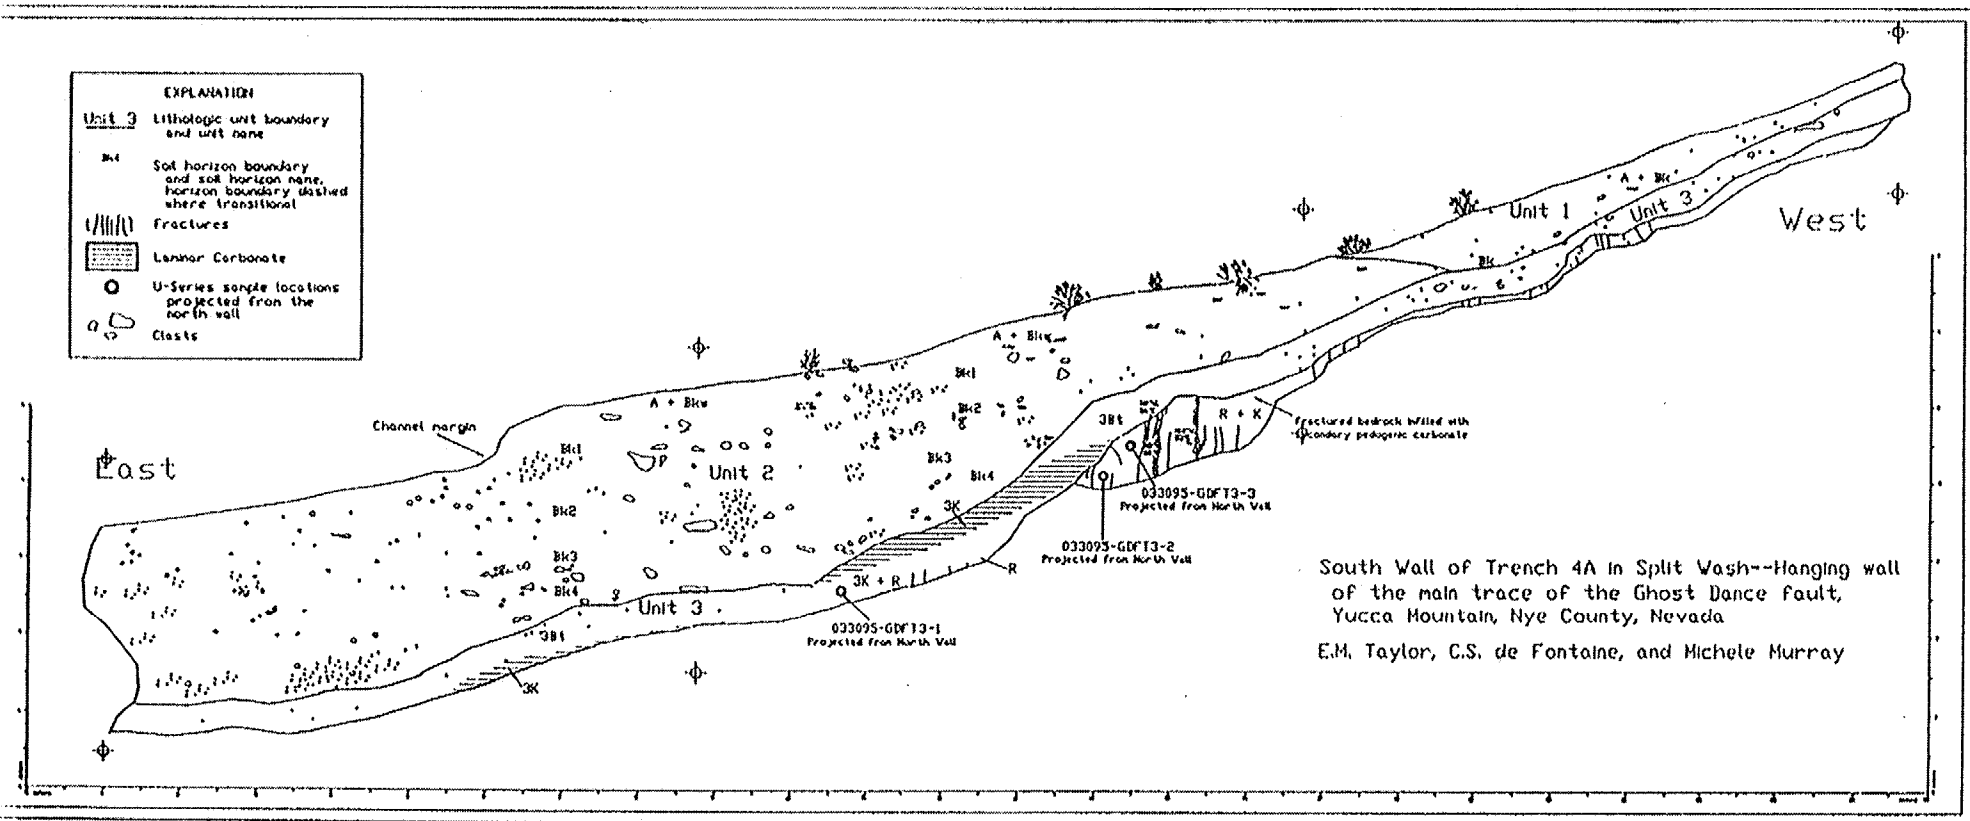 EXPLANATION
Unit 3 Lithologic unit boundary
and unit name
Bk4
Soil horizon boundary
and soil horizon name,
horizon boundary dashed
where transitional
Fractures
Laminar Carbonate
U-Series sample locations
projected from the
north wall
Clasts
West
A + Bk
Unit 1
Unit 3
Bk
A + Bkw
Bk1
Bk2
A + Bkw
Channel margin
East
Bk1
Unit 2
Bk3
Bk4
3Bt
R + K
Fractured bedrock infilled with
secondary pedogenic carbonate
Bk2
3K
033095-GDFT3-3
Projected from North Wall
033095-GDFT3-2
Projected from North Wall
Bk3
Bk4
3K + R
R
Unit 3
033095-GDFT3-1
Projected from North Wall
3Bt
3K
South Wall of Trench 4A in Split Wash--Hanging wall
of the main trace of the Ghost Dance fault,
Yucca Mountain, Nye County, Nevada
E.M. Taylor, C.S. de Fontaine, and Michele Murray